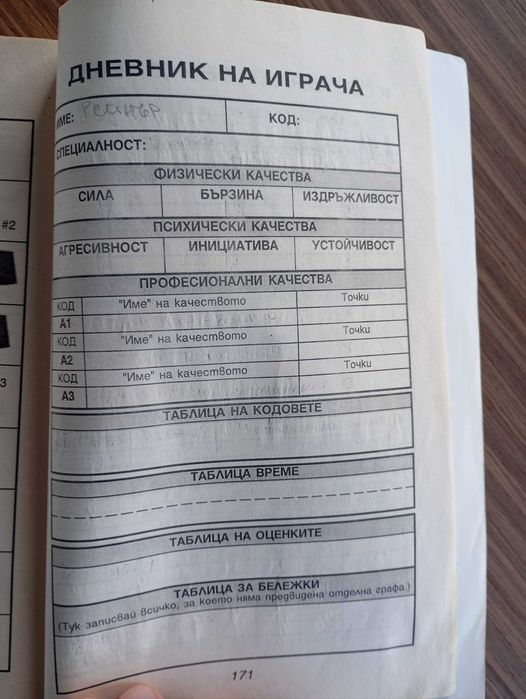 ДНЕВНИК НА ИГРАЧА
ИМЕ: Рейнър КОД:
СПЕЦИАЛНОСТ:
ФИЗИЧЕСКИ КАЧЕСТВА
СИЛА БЪРЗИНА ИЗДРЪЖЛИВОСТ
#2
ПСИХИЧЕСКИ КАЧЕСТВА
АГРЕСИВНОСТ ИНИЦИАТИВА УСТОЙЧИВОСТ
ПРОФЕСИОНАЛНИ КАЧЕСТВА
КОД "Име" на качеството Точки
А1
КОД "Име" на качеството Точки
А2
3
КОД "Име" на качеството Точки
А3
ТАБЛИЦА НА КОДОВЕТЕ
ТАБЛИЦА ВРЕМЕ
ТАБЛИЦА НА ОЦЕНКИТЕ
ТАБЛИЦА ЗА БЕЛЕЖКИ
(Тук записвай всичко, за което няма предвидена отделна графа.)
171